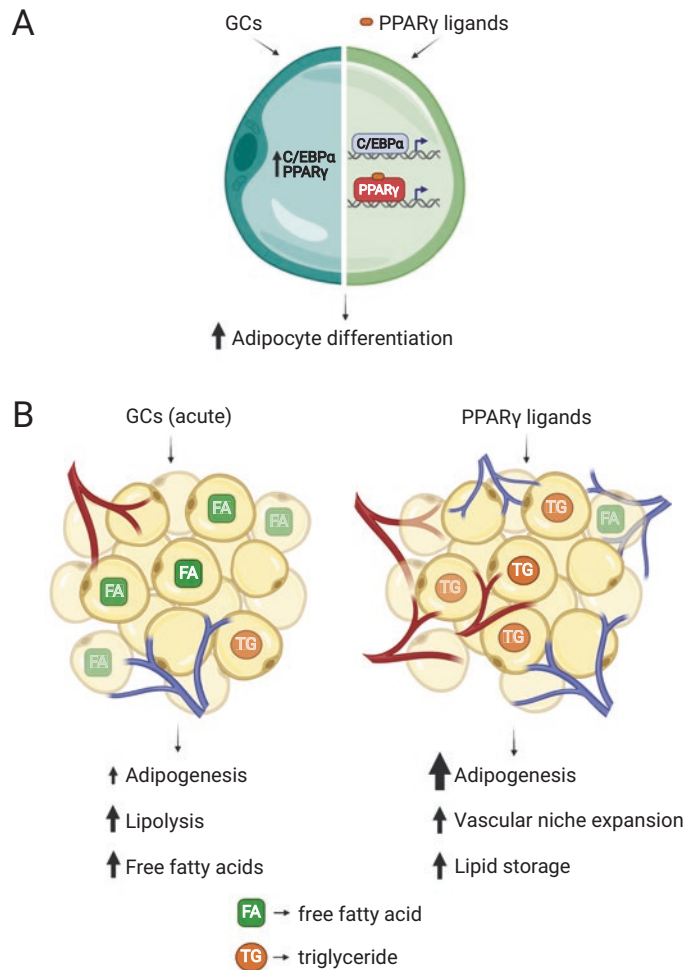 A
GCs
PPARγ ligands
C/EBPα
PPARγ
C/EBPα
PPARγ
Adipocyte differentiation
B
GCs (acute)
PPARγ ligands
FA
FA
FA
FA
FA
TG
TG
FA
TG
TG
TG
Adipogenesis
Lipolysis
Free fatty acids
Adipogenesis
Vascular niche expansion
Lipid storage
FA → free fatty acid
TG → triglyceride